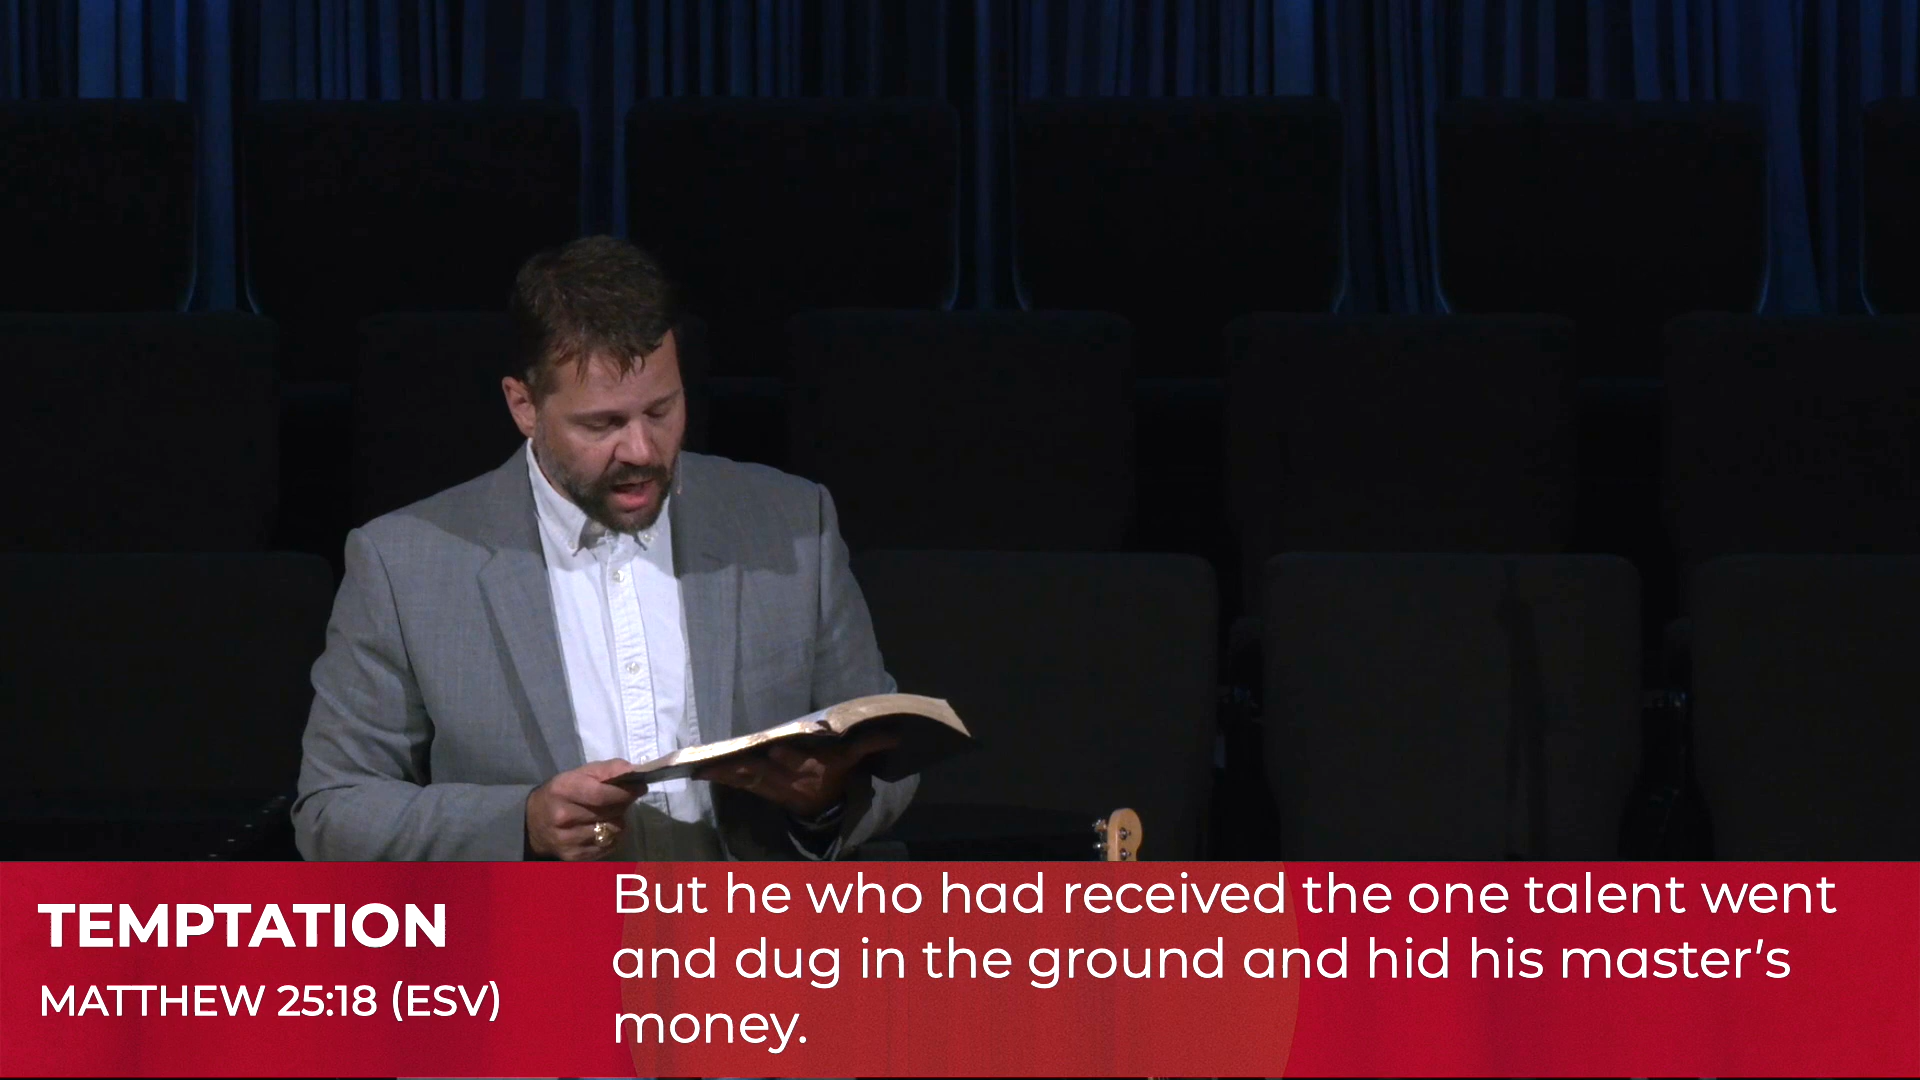 TEMPTATION
MATTHEW 25:18 (ESV)
But he who had received the one talent went
and dug in the ground and hid his master’s
money.